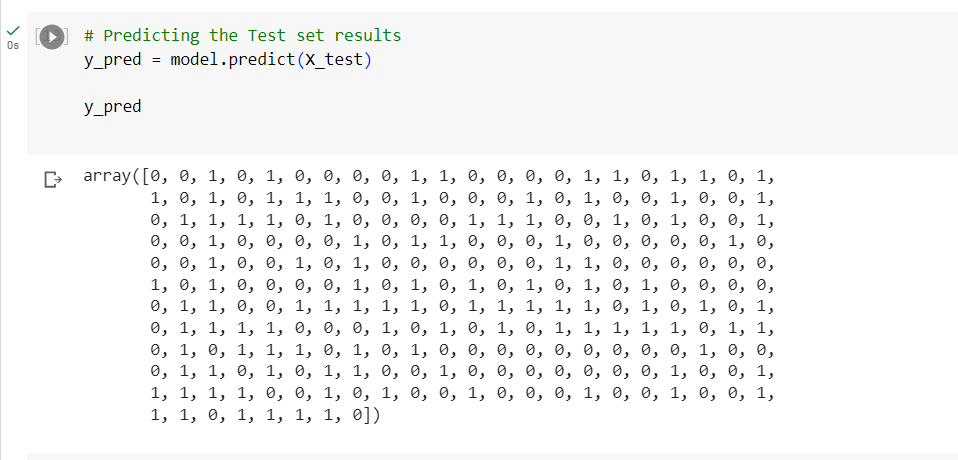 0s
# Predicting the Test set results
y_pred = model.predict(X_test)
y_pred
array([0, 0, 1, 0, 1, 0, 0, 0, 0, 1, 1, 0, 0, 0, 0, 1, 1, 0, 1, 1, 0, 1,
1, 0, 1, 0, 1, 1, 1, 0, 0, 1, 0, 0, 0, 1, 0, 1, 0, 0, 1, 0, 0, 1,
0, 1, 1, 1, 1, 0, 1, 0, 0, 0, 0, 1, 1, 1, 0, 0, 1, 0, 1, 0, 0, 1,
0, 0, 1, 0, 0, 0, 0, 1, 0, 1, 1, 0, 0, 0, 1, 0, 0, 0, 0, 0, 1, 0,
0, 0, 1, 0, 0, 1, 0, 1, 0, 0, 0, 0, 0, 0, 1, 1, 0, 0, 0, 0, 0, 0,
1, 0, 1, 0, 0, 0, 0, 0, 1, 0, 1, 0, 1, 0, 1, 0, 1, 0, 0, 0, 0,
0, 1, 1, 0, 0, 1, 1, 1, 1, 1, 0, 1, 1, 1, 1, 1, 0, 1, 0, 1, 0, 1,
0, 1, 1, 1, 1, 0, 0, 0, 1, 0, 1, 0, 1, 0, 1, 1, 1, 1, 1, 0, 1, 1,
0, 1, 0, 1, 1, 1, 0, 1, 0, 1, 0, 0, 0, 0, 0, 0, 0, 0, 0, 1, 0, 0,
0, 1, 1, 0, 1, 0, 1, 1, 0, 0, 1, 0, 0, 0, 0, 0, 0, 0, 1, 0, 0, 1,
1, 1, 1, 1, 0, 0, 1, 0, 1, 0, 0, 1, 0, 0, 0, 1, 0, 0, 1, 0, 0, 1,
1, 1, 0, 1, 1, 1, 1, 0])